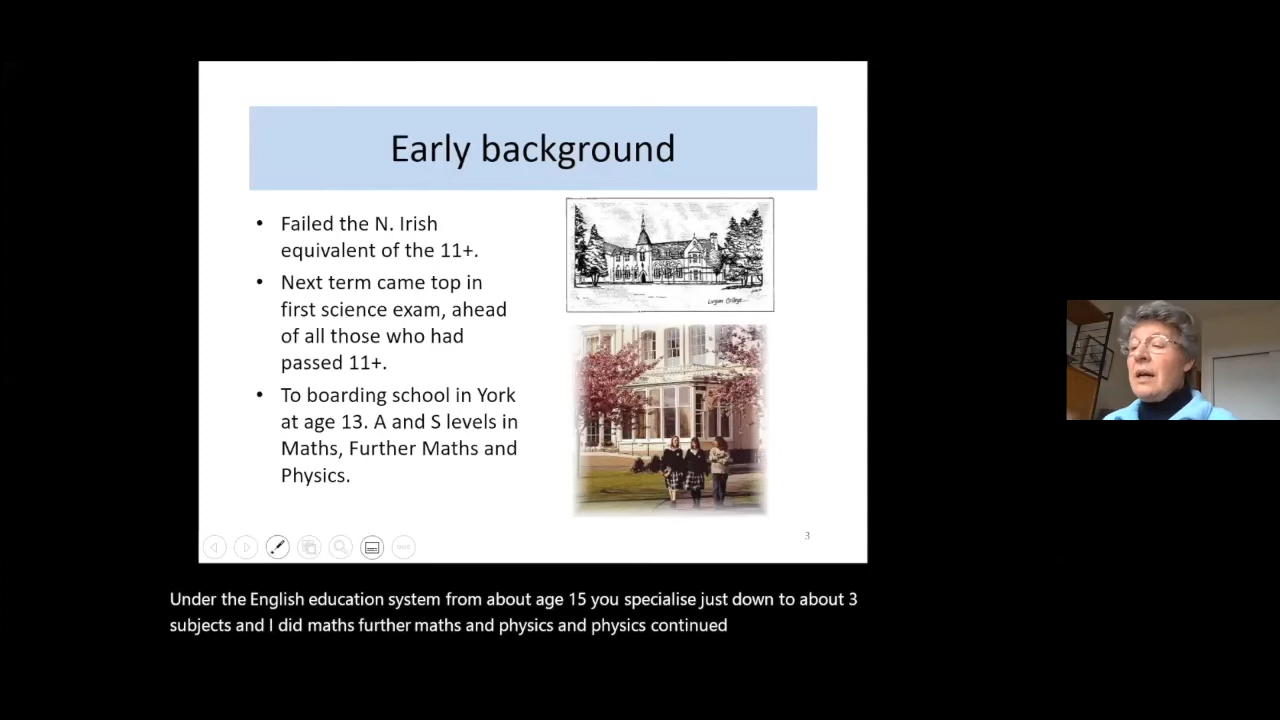 Early background
• Failed the N. Irish
equivalent of the 11+.
• Next term came top in
first science exam, ahead
of all those who had
passed 11+.
• To boarding school in York
at age 13. A and S levels in
Maths, Further Maths and
Physics.
Lurgan College
3
Under the English education system from about age 15 you specialise just down to about 3
subjects and I did maths further maths and physics and physics continued